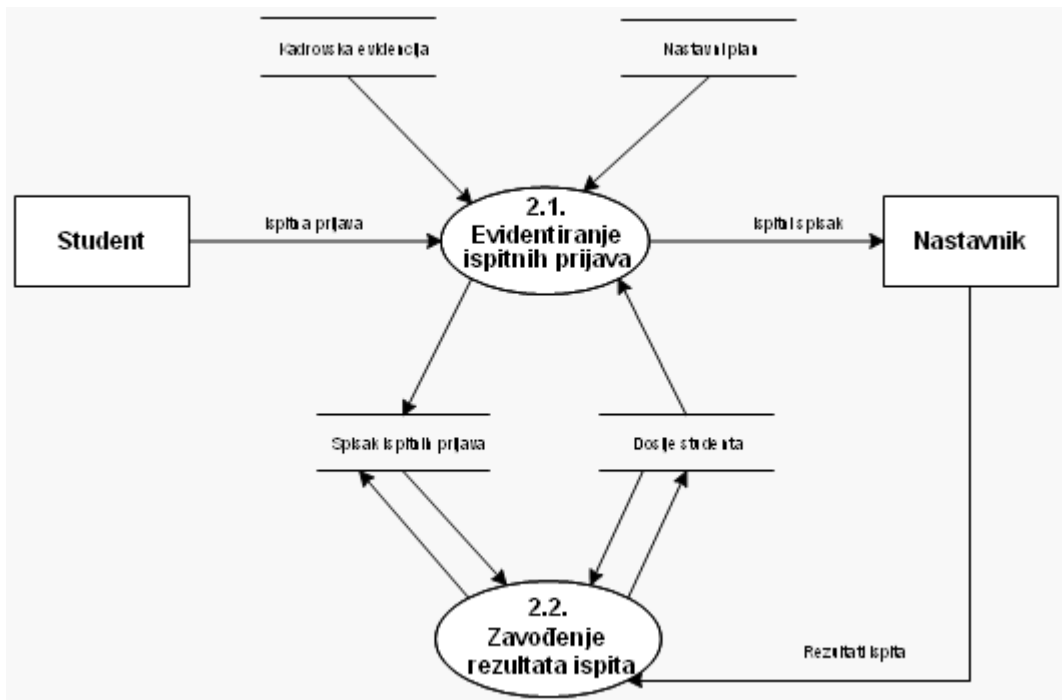 Kadrovska evidencija
Nastavni plan
Student
Ispitna prijava
2.1.
Evidentiranje
ispitnih prijava
Ispitni spisak
Nastavnik
Spisak ispitnih prijava
Dosije studenta
2.2.
Zavođenje
rezultata ispita
Rezultati ispita